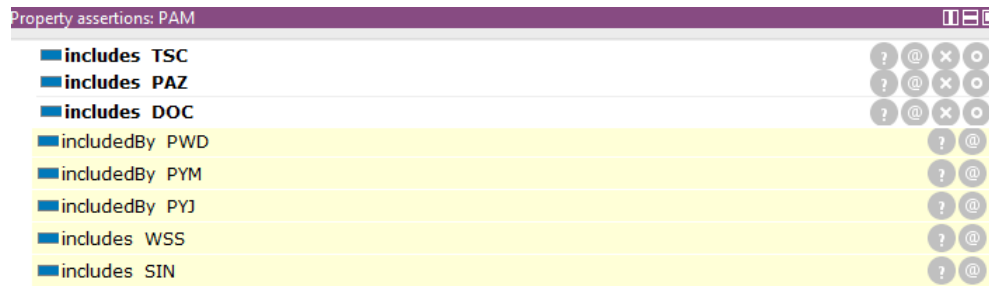 Property assertions: PAM
includes TSC
includes PAZ
includes DOC
includedBy PWD
includedBy PYM
includedBy PYJ
includes WSS
includes SIN